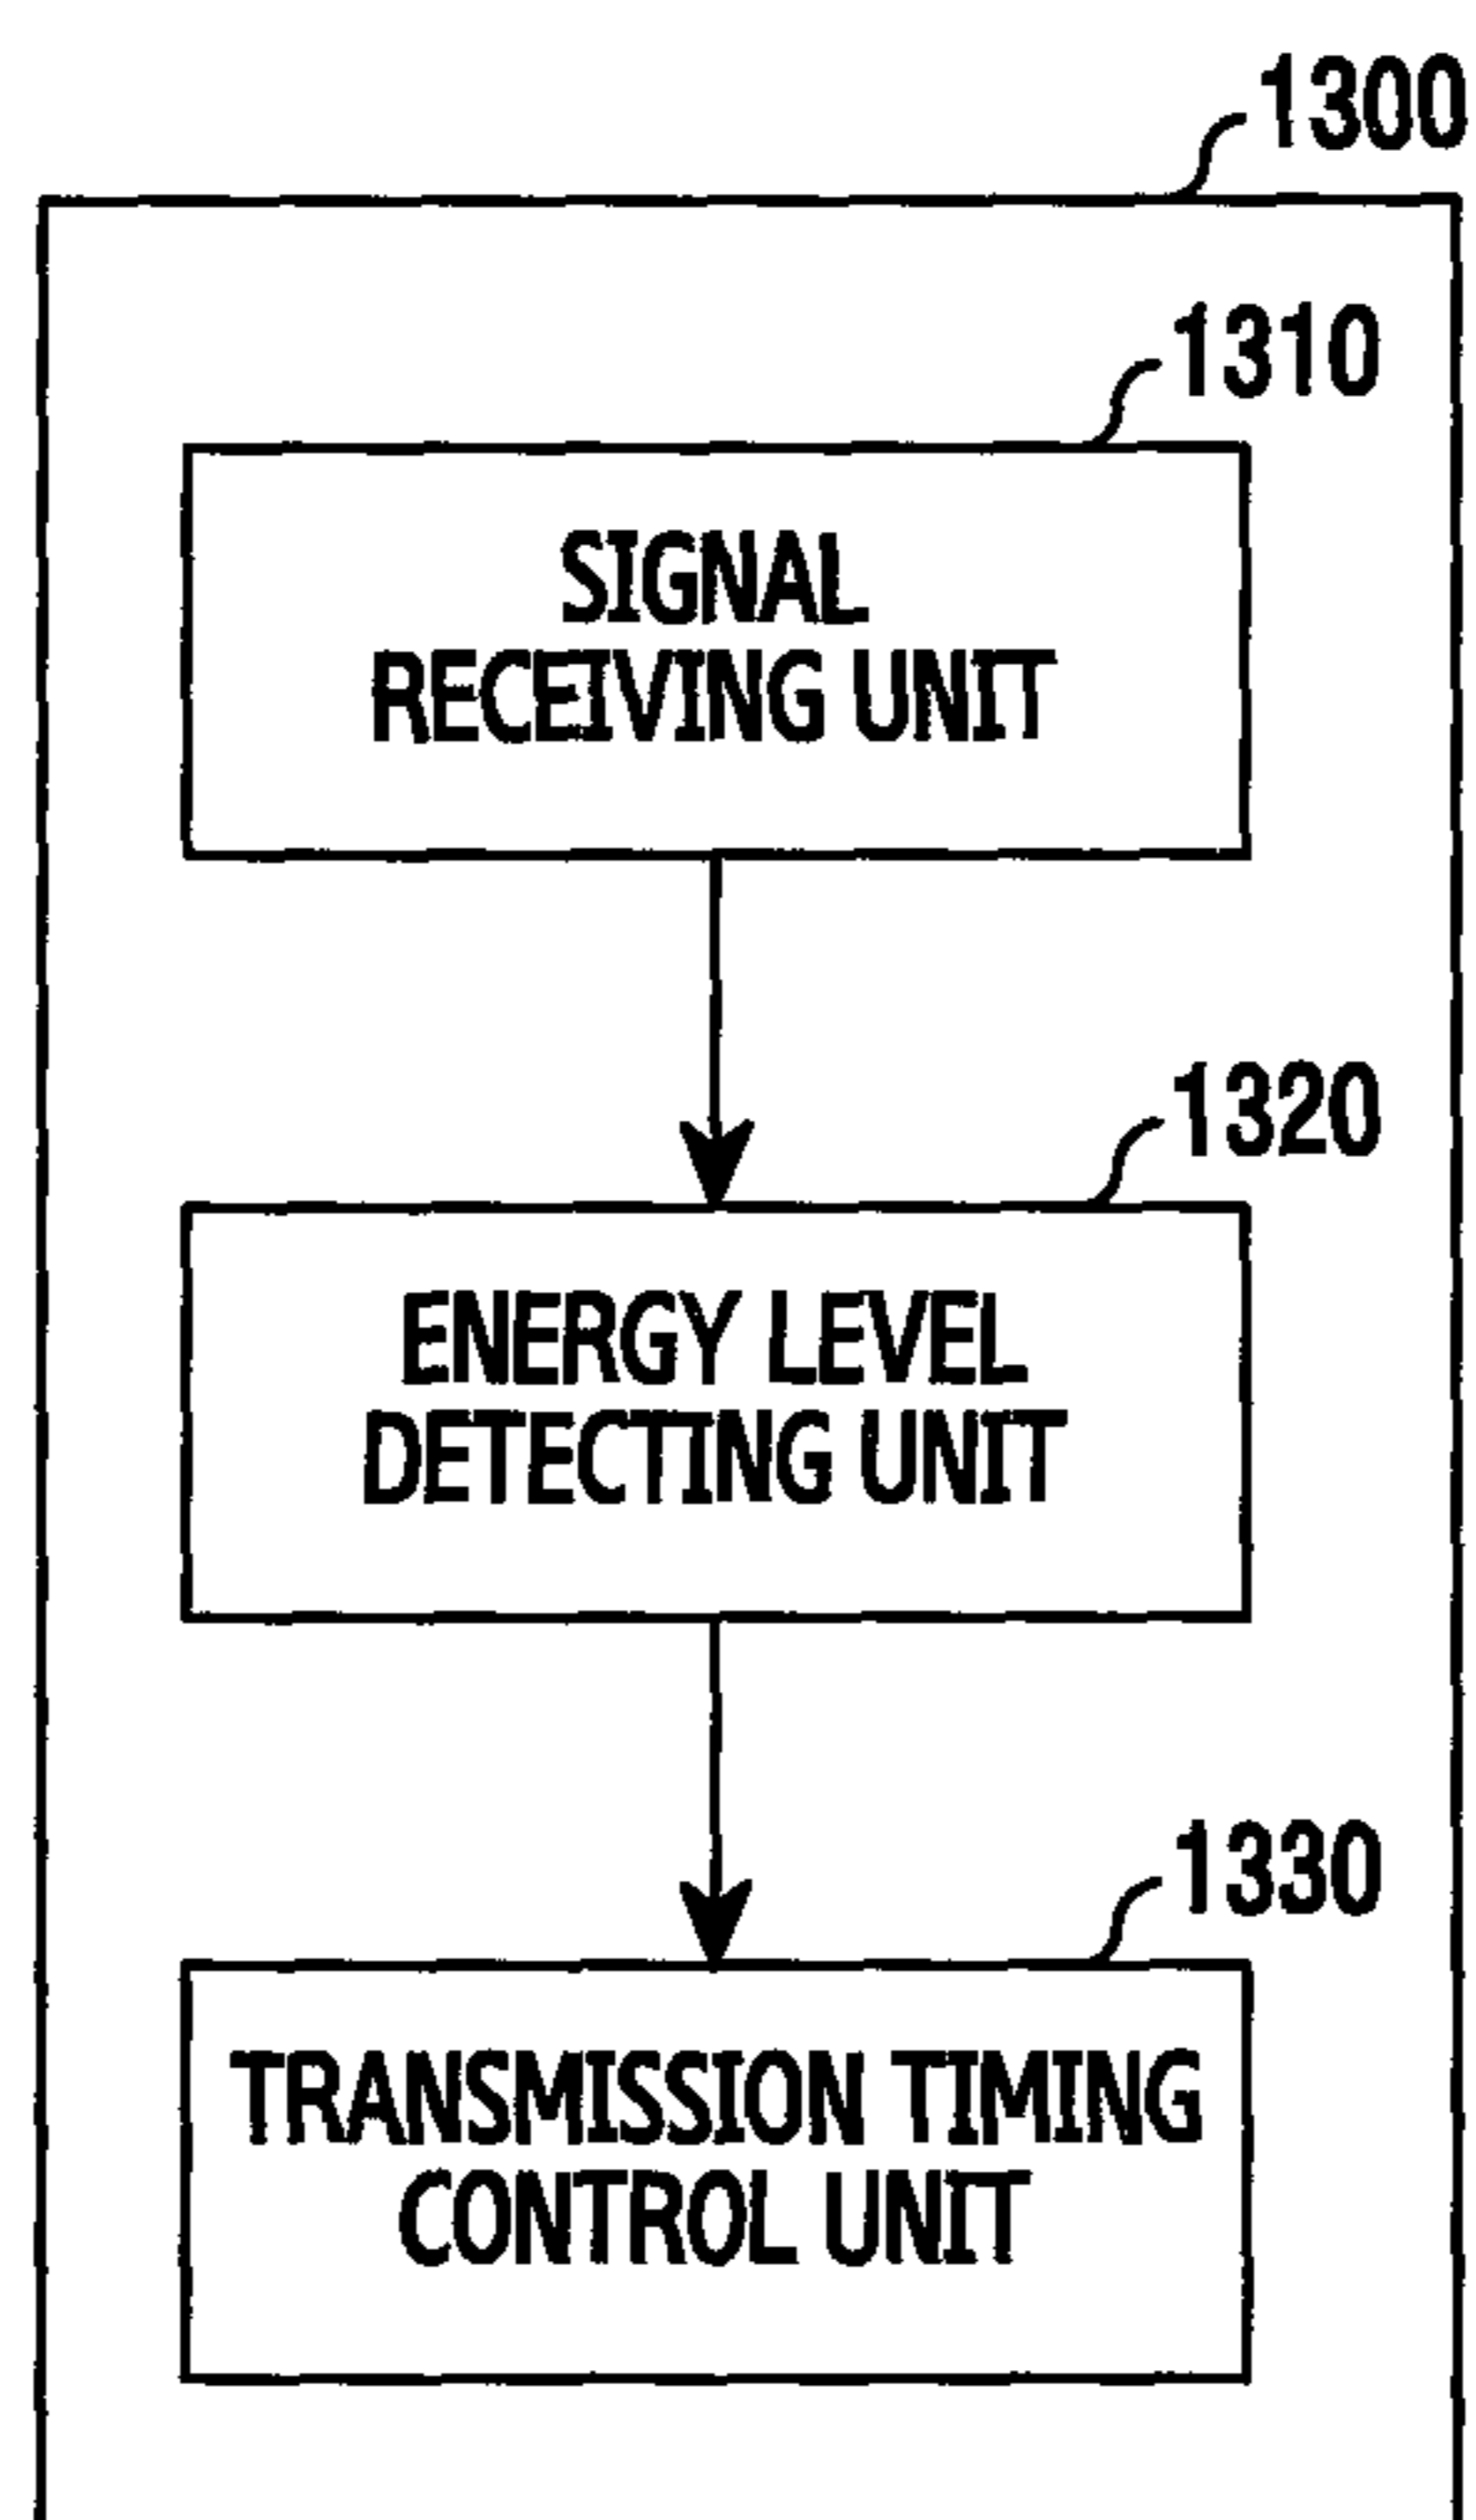 1300
1310
SIGNAL
RECEIVING UNIT
1320
ENERGY LEVEL
DETECTING UNIT
1330
TRANSMISSION TIMING
CONTROL UNIT